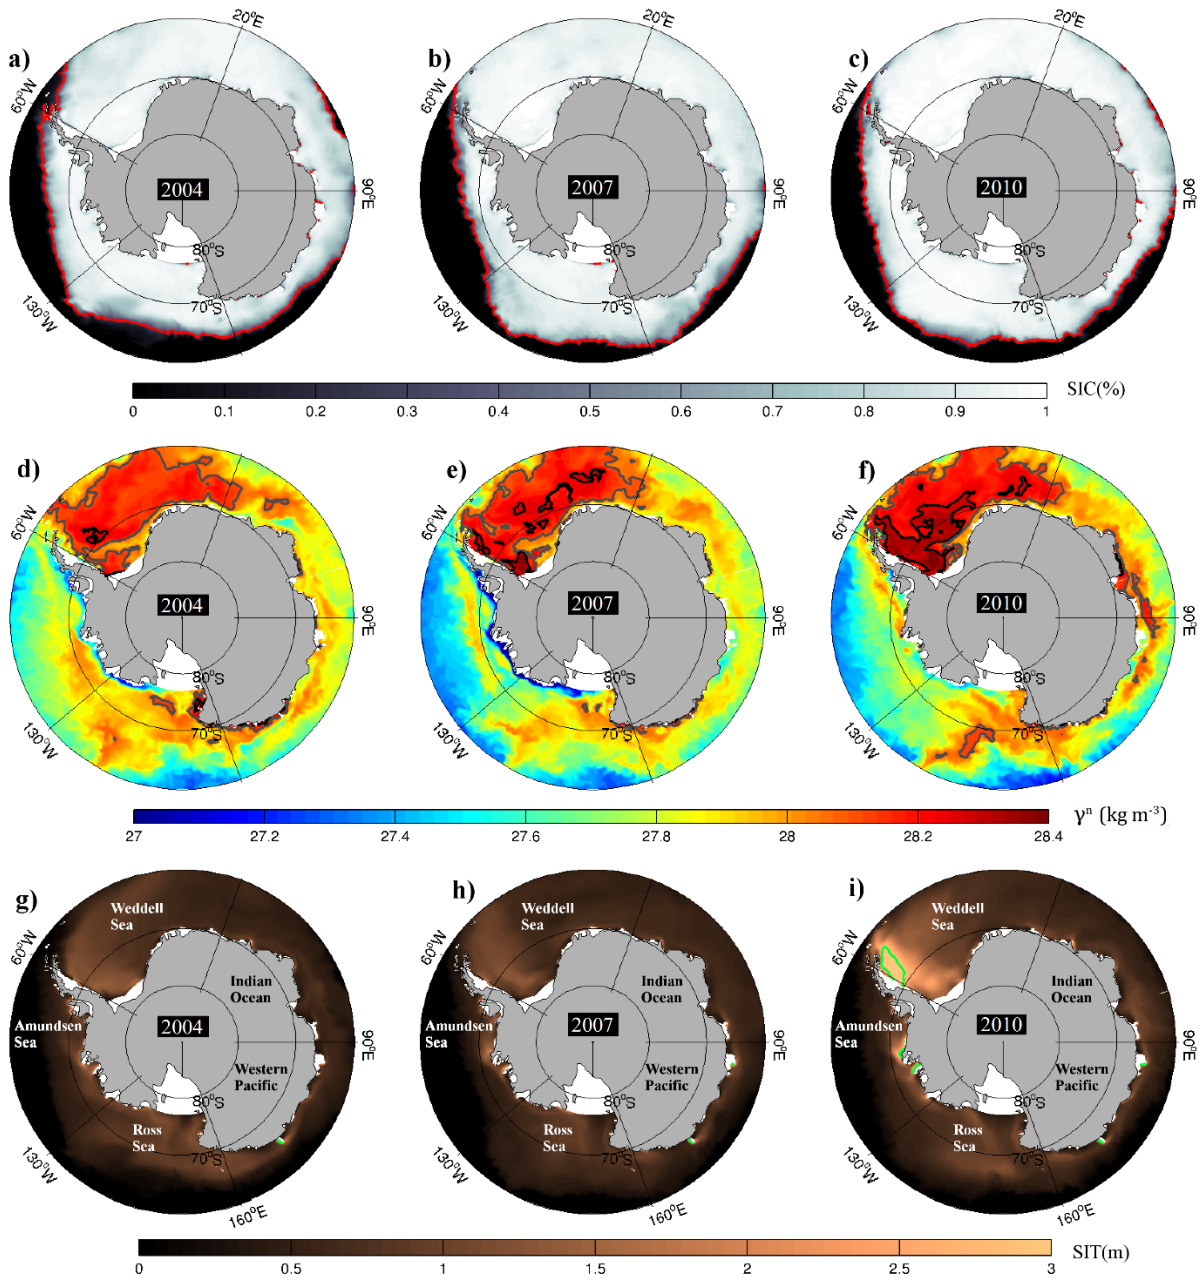 a)
20°E
60°W
90°E
2004
80°S
70°S
130°W
b)
20°E
60°W
90°E
2007
80°S
70°S
130°W
c)
20°E
60°W
90°E
2010
80°S
70°S
130°W
0 0.1 0.2 0.3 0.4 0.5 0.6 0.7 0.8 0.9 1
SIC(%)
d)
60°W
90°E
2004
80°S
70°S
130°W
e)
60°W
90°E
2007
80°S
70°S
130°W
f)
60°W
90°E
2010
80°S
70°S
130°W
27 27.2 27.4 27.6 27.8 28 28.2 28.4
γⁿ (kg m⁻³)
g)
Weddell
Sea
60°W
Indian
Ocean
Amundsen
Sea
2004
90°E
Western
Pacific
80°S
Ross
Sea
70°S
130°W
160°E
h)
Weddell
Sea
60°W
Indian
Ocean
Amundsen
Sea
2007
90°E
Western
Pacific
80°S
Ross
Sea
70°S
130°W
160°E
i)
Weddell
Sea
60°W
Indian
Ocean
Amundsen
Sea
2010
90°E
Western
Pacific
80°S
Ross
Sea
70°S
130°W
160°E
0 0.5 1 1.5 2 2.5 3
SIT(m)